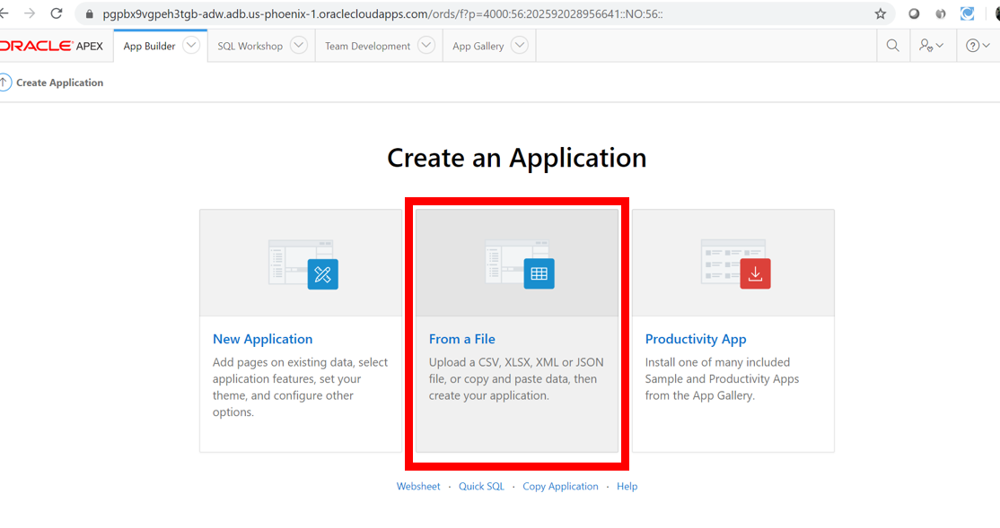 pgpbx9vgpeh3tgb-adw.adb.us-phoenix-1.oraclecloudapps.com/ords/f?p=4000:56:202592028956641::NO:56::
ORACLE APEX App Builder SQL Workshop Team Development App Gallery
Create Application
Create an Application
New Application
Add pages on existing data, select
application features, set your
theme, and configure other
options.
From a File
Upload a CSV, XLSX, XML or JSON
file, or copy and paste data, then
create your application.
Productivity App
Install one of many included
Sample and Productivity Apps
from the App Gallery.
Websheet · Quick SQL · Copy Application · Help